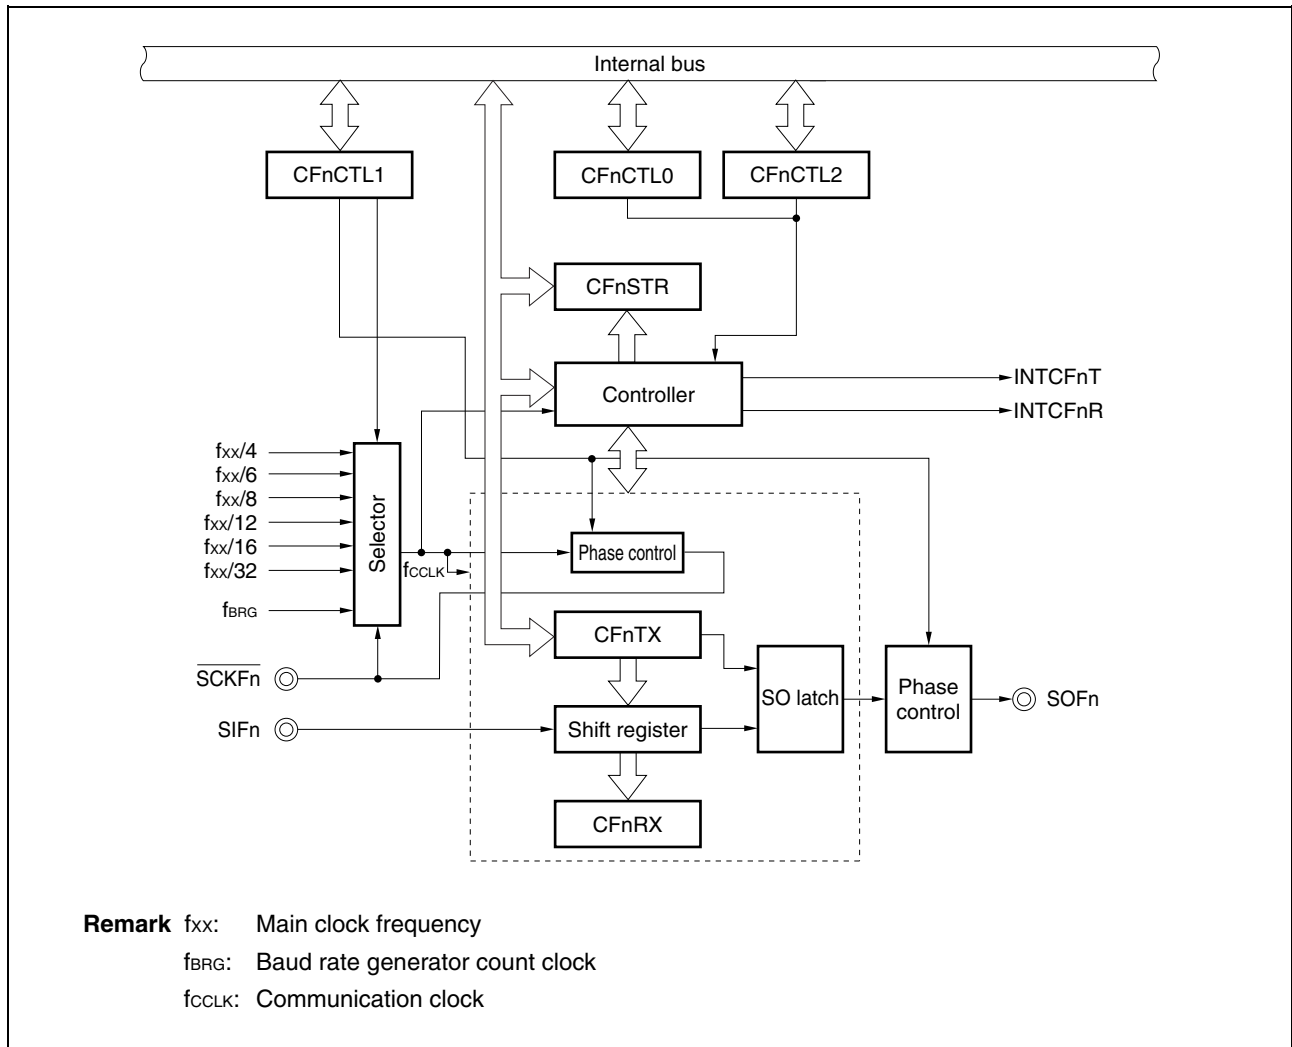 Internal bus
CFnCTL1
CFnCTL0
CFnCTL2
CFnSTR
Controller
INTCFnT
INTCFnR
fxx/4
fxx/6
fxx/8
fxx/12
fxx/16
fxx/32
fBRG
Selector
fCCLK
Phase control
SCKFn
SIFn
CFnTX
Shift register
CFnRX
SO latch
Phase
control
SOFn
Remark fxx: Main clock frequency
fBRG: Baud rate generator count clock
fCCLK: Communication clock